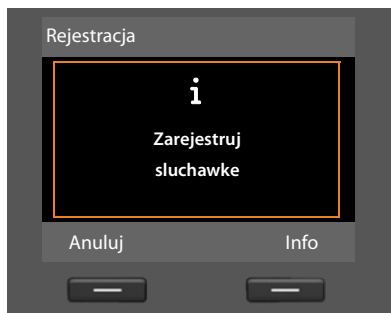 Rejestracja
i
Zarejestruj
sluchawke
Anuluj
Info